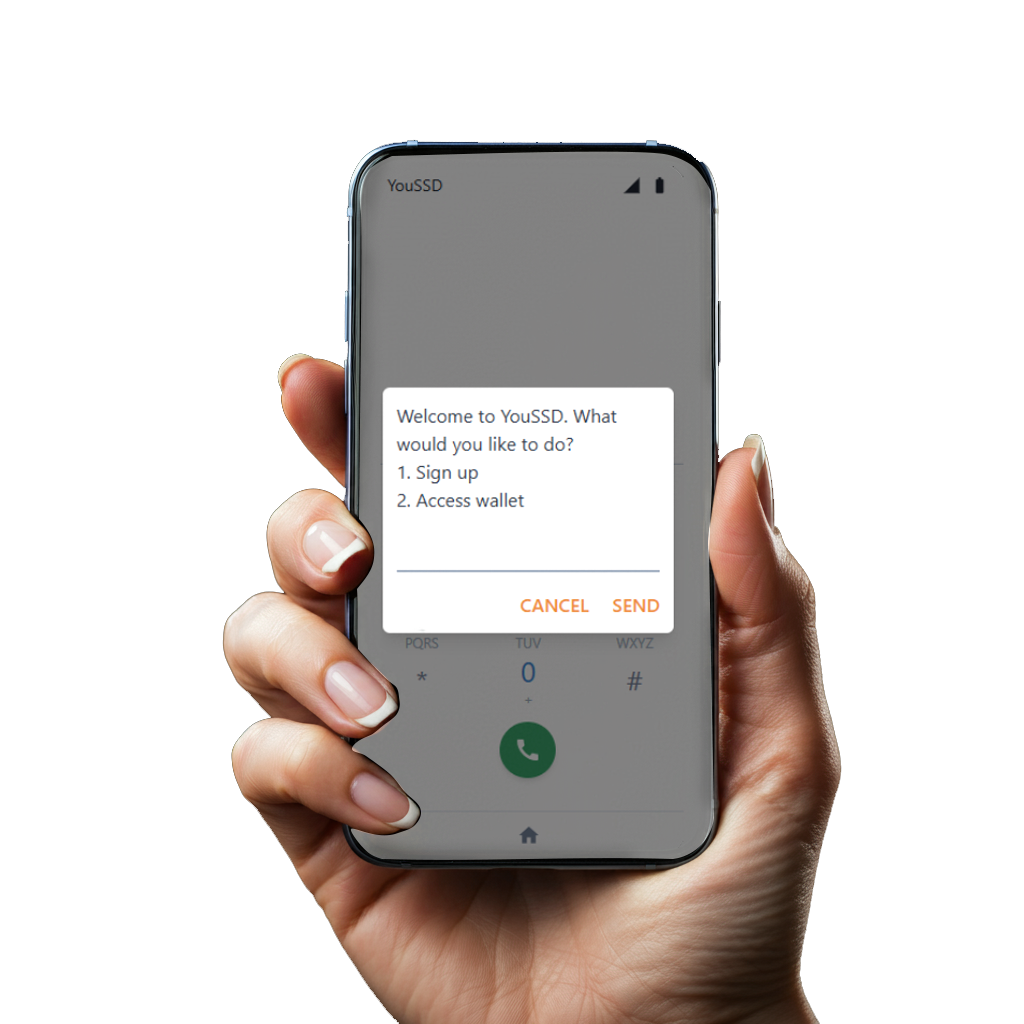 YouSSD
Welcome to YouSSD. What
would you like to do?
1. Sign up
2. Access wallet
CANCEL SEND
PQRS TUV WXYZ
* 0 #
+